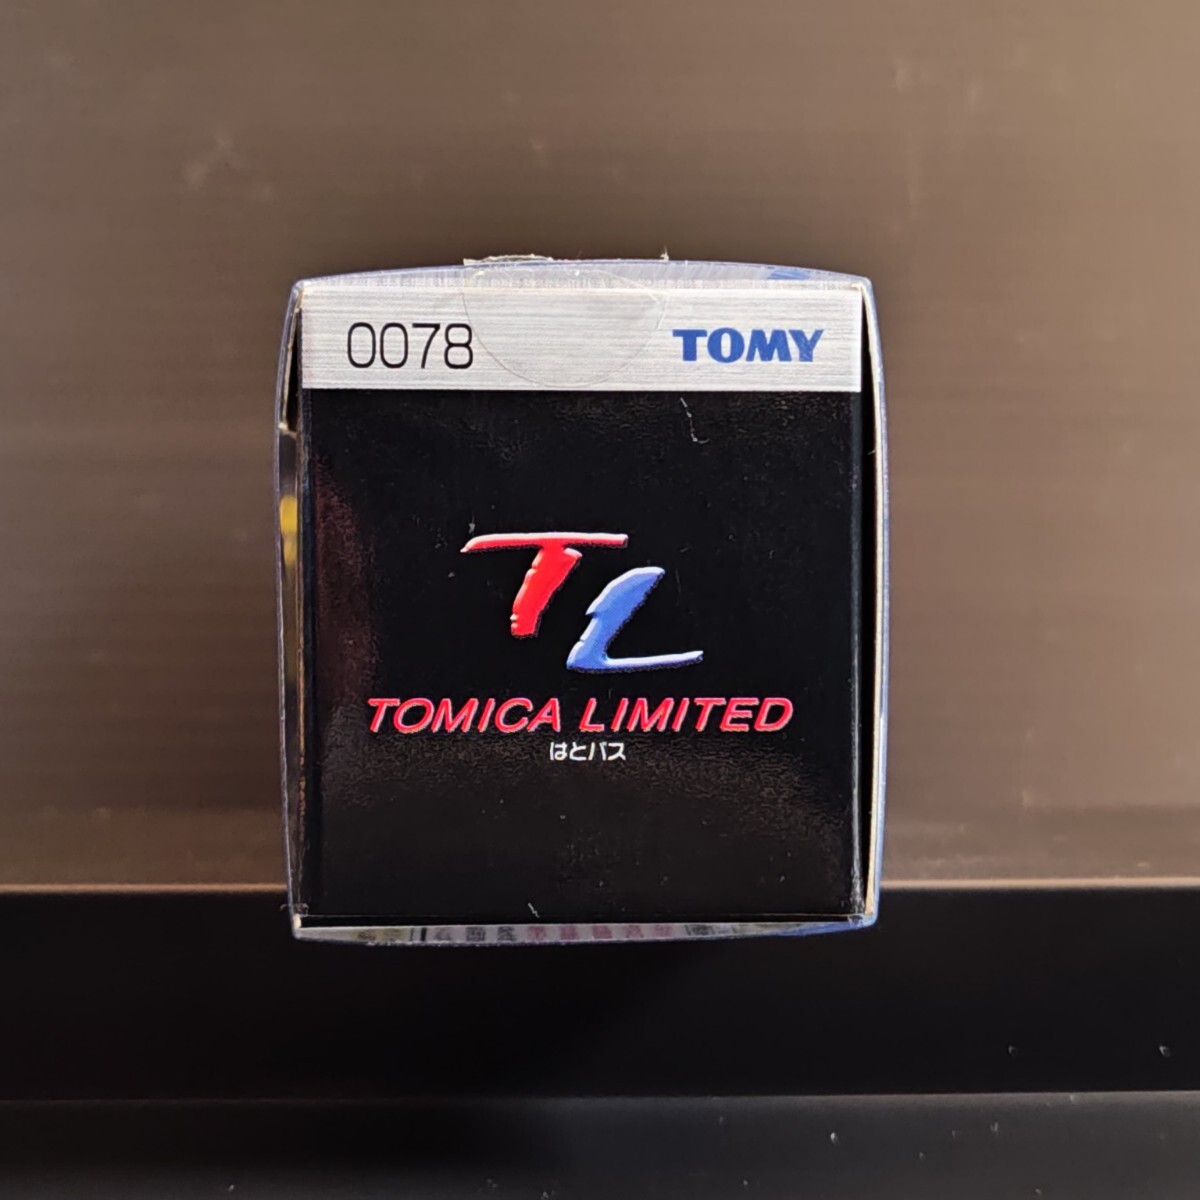 0078 TOMY
TL
TOMICA LIMITED
はとバス